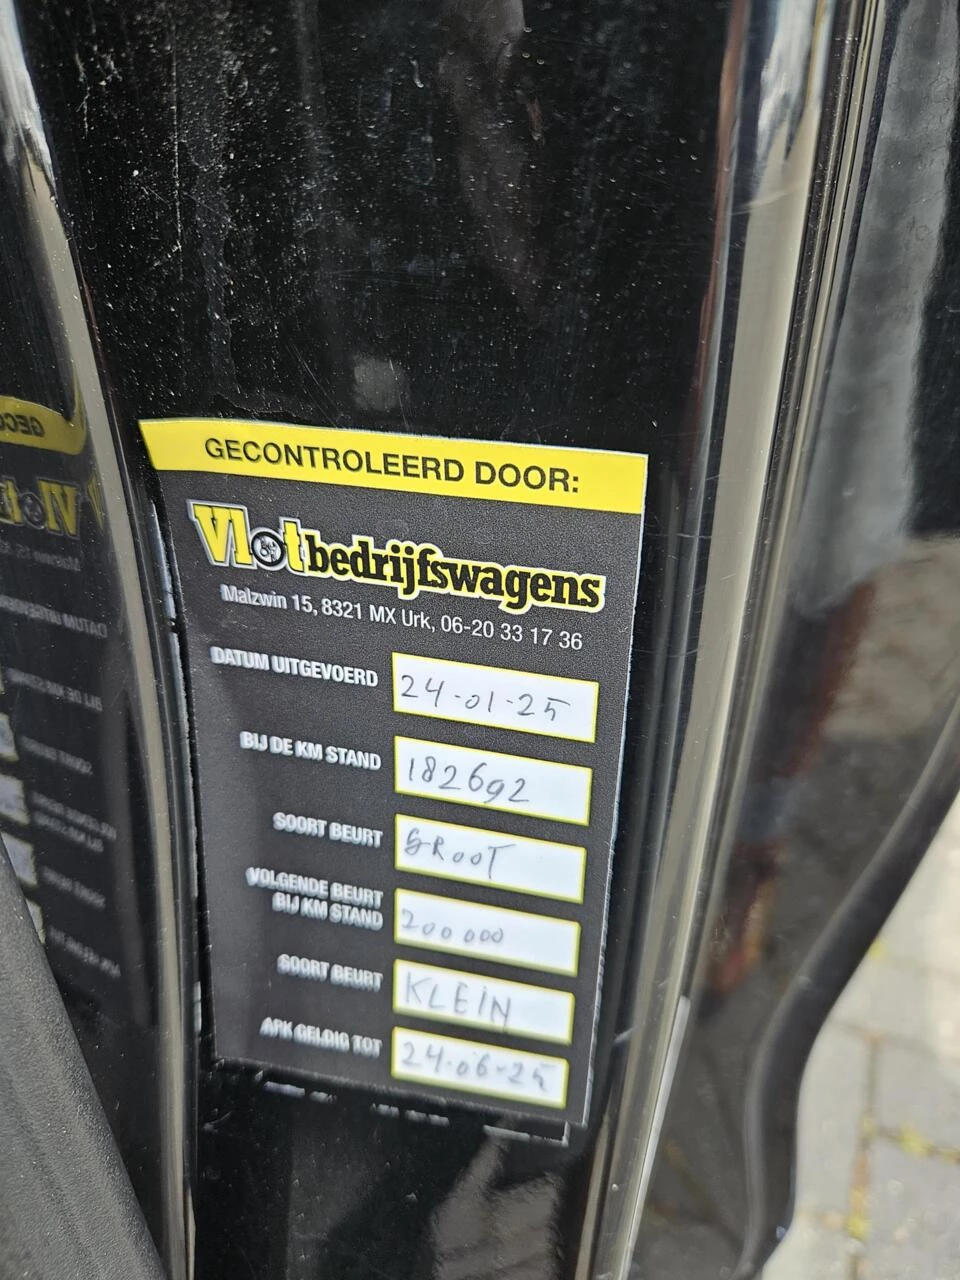 GECONTROLEERD DOOR:
Vlot bedrijfswagens
Malzwin 15, 8321 MX Urk, 06-20 33 17 36
DATUM UITGEVOERD 24-01-25
BIJ DE KM STAND 182692
SOORT BEURT GROOT
VOLGENDE BEURT
BIJ KM STAND 200000
SOORT BEURT KLEIN
APK GELDIG TOT 24-06-25